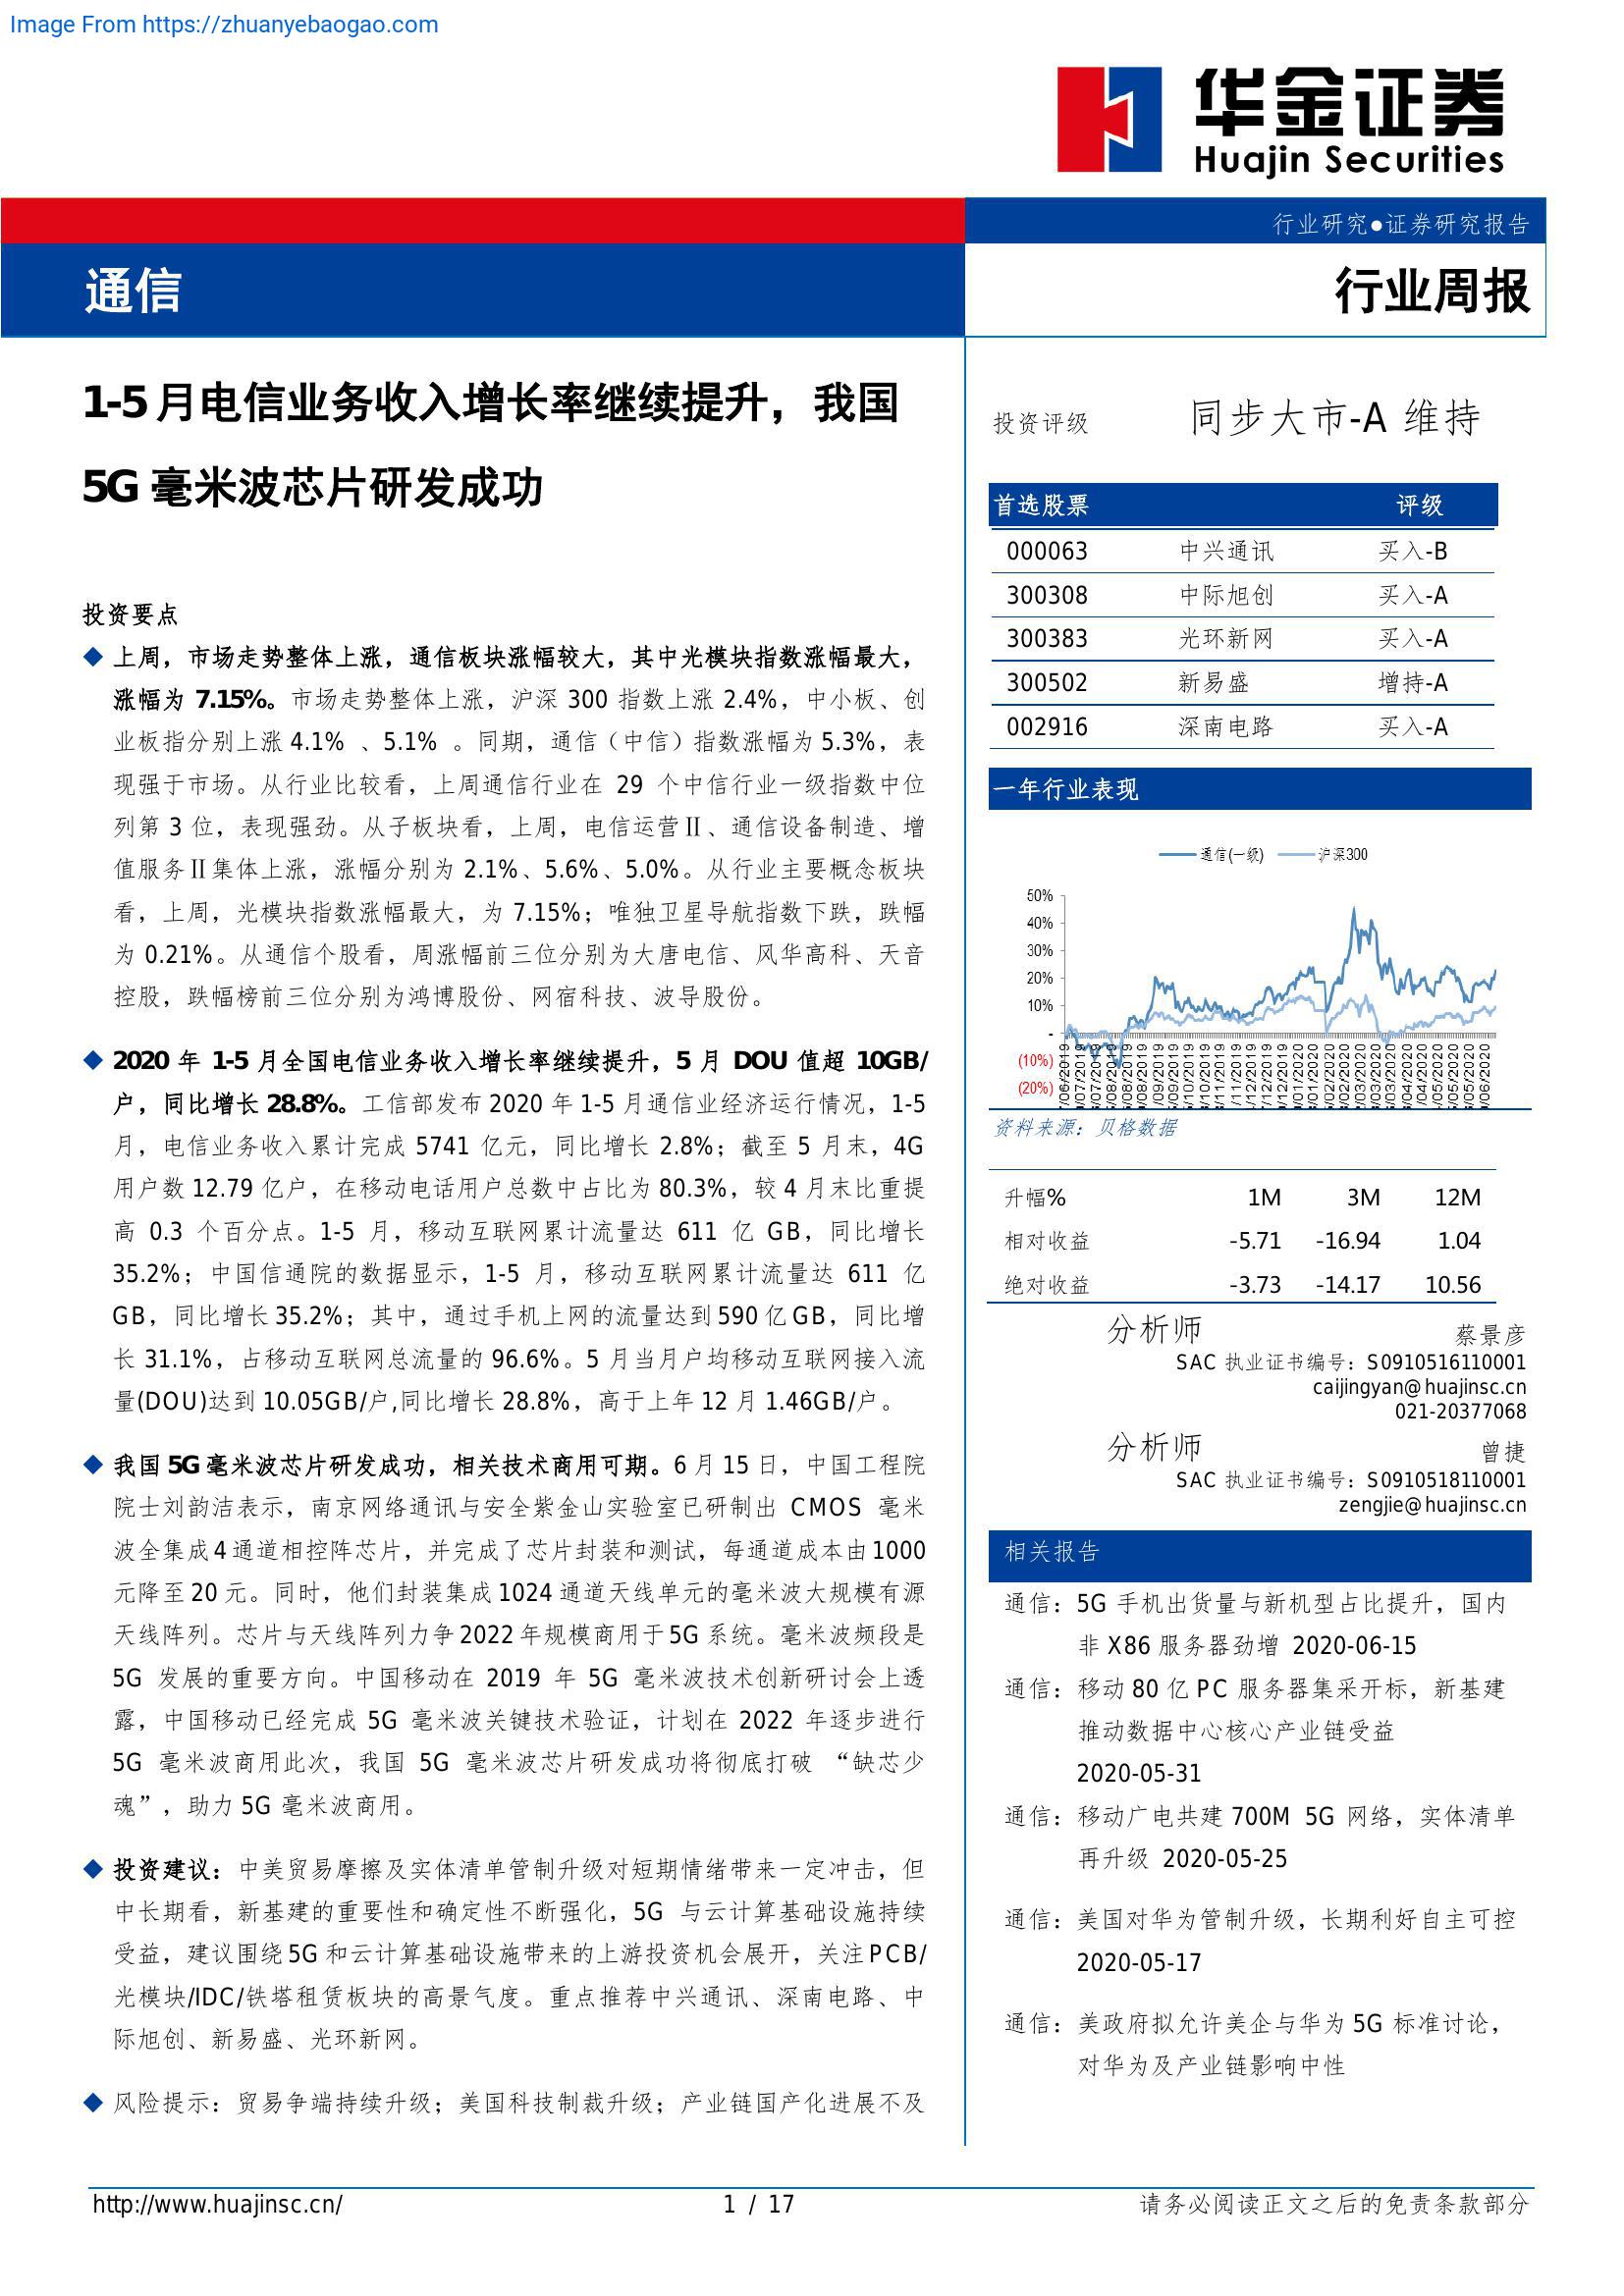 Image From https://zhuanyebaogao.com
华金证券
Huajin Securities
行业研究●证券研究报告
通信
行业周报
1-5 月电信业务收入增长率继续提升，我国
5G 毫米波芯片研发成功
投资要点
◆ 上周，市场走势整体上涨，通信板块涨幅较大，其中光模块指数涨幅最大，
涨幅为 7.15%。市场走势整体上涨，沪深 300 指数上涨 2.4%，中小板、创
业板指分别上涨 4.1% 、5.1% 。同期，通信（中信）指数涨幅为 5.3%，表
现强于市场。从行业比较看，上周通信行业在 29 个中信行业一级指数中位
列第 3 位，表现强劲。从子板块看，上周，电信运营Ⅱ、通信设备制造、增
值服务Ⅱ集体上涨，涨幅分别为 2.1%、5.6%、5.0%。从行业主要概念板块
看，上周，光模块指数涨幅最大，为 7.15%；唯独卫星导航指数下跌，跌幅
为 0.21%。从通信个股看，周涨幅前三位分别为大唐电信、风华高科、天音
控股，跌幅榜前三位分别为鸿博股份、网宿科技、波导股份。
◆ 2020 年 1-5 月全国电信业务收入增长率继续提升，5 月 DOU 值超 10GB/
户，同比增长 28.8%。工信部发布 2020 年 1-5 月通信业经济运行情况，1-5
月，电信业务收入累计完成 5741 亿元，同比增长 2.8%；截至 5 月末，4G
用户数 12.79 亿户，在移动电话用户总数中占比为 80.3%，较 4 月末比重提
高 0.3 个百分点。1-5 月，移动互联网累计流量达 611 亿 GB，同比增长
35.2%；中国信通院的数据显示，1-5 月，移动互联网累计流量达 611 亿
GB，同比增长 35.2%；其中，通过手机上网的流量达到 590 亿 GB，同比增
长 31.1%，占移动互联网总流量的 96.6%。5 月当月户均移动互联网接入流
量(DOU)达到 10.05GB/户,同比增长 28.8%，高于上年 12 月 1.46GB/户。
◆ 我国 5G 毫米波芯片研发成功，相关技术商用可期。6 月 15 日，中国工程院
院士刘韵洁表示，南京网络通讯与安全紫金山实验室已研制出 CMOS 毫米
波全集成 4 通道相控阵芯片，并完成了芯片封装和测试，每通道成本由 1000
元降至 20 元。同时，他们封装集成 1024 通道天线单元的毫米波大规模有源
天线阵列。芯片与天线阵列力争 2022 年规模商用于 5G 系统。毫米波频段是
5G 发展的重要方向。中国移动在 2019 年 5G 毫米波技术创新研讨会上透
露，中国移动已经完成 5G 毫米波关键技术验证，计划在 2022 年逐步进行
5G 毫米波商用此次，我国 5G 毫米波芯片研发成功将彻底打破 “缺芯少
魂”，助力 5G 毫米波商用。
◆ 投资建议：中美贸易摩擦及实体清单管制升级对短期情绪带来一定冲击，但
中长期看，新基建的重要性和确定性不断强化，5G 与云计算基础设施持续
受益，建议围绕 5G 和云计算基础设施带来的上游投资机会展开，关注 PCB/
光模块/IDC/铁塔租赁板块的高景气度。重点推荐中兴通讯、深南电路、中
际旭创、新易盛、光环新网。
◆ 风险提示：贸易争端持续升级；美国科技制裁升级；产业链国产化进展不及
投资评级 同步大市-A 维持
首选股票 评级
000063 中兴通讯 买入-B
300308 中际旭创 买入-A
300383 光环新网 买入-A
300502 新易盛 增持-A
002916 深南电路 买入-A
一年行业表现
通信(一级) 沪深300
50%
40%
30%
20%
10%
-
(10%)
(20%)
资料来源：贝格数据
升幅% 1M 3M 12M
相对收益 -5.71 -16.94 1.04
绝对收益 -3.73 -14.17 10.56
分析师 蔡景彦
SAC 执业证书编号：S0910516110001
caijingyan@huajinsc.cn
021-20377068
分析师 曾捷
SAC 执业证书编号：S0910518110001
zengjie@huajinsc.cn
相关报告
通信：5G 手机出货量与新机型占比提升，国内
非 X86 服务器劲增 2020-06-15
通信：移动 80 亿 PC 服务器集采开标，新基建
推动数据中心核心产业链受益
2020-05-31
通信：移动广电共建 700M 5G 网络，实体清单
再升级 2020-05-25
通信：美国对华为管制升级，长期利好自主可控
2020-05-17
通信：美政府拟允许美企与华为 5G 标准讨论，
对华为及产业链影响中性
http://www.huajinsc.cn/ 1 / 17 请务必阅读正文之后的免责条款部分